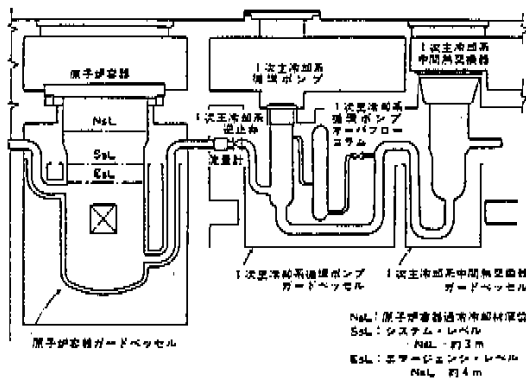 原子炉容器
1次主冷却系
循環ポンプ
1次主冷却系
中間熱交換器
NsL
SsL
EsL
1次主冷却系
逆止弁
流量計
1次主冷却系
循環ポンプ
オーバフロー
コラム
1次主冷却系循環ポンプ
ガードベッセル
1次主冷却系中間熱交換器
ガードベッセル
原子炉容器ガードベッセル
NsL:原子炉容器通常冷却材液位
SsL:システム・レベル
NsL - 約3m
EsL:エマージェンシ・レベル
NsL - 約4m